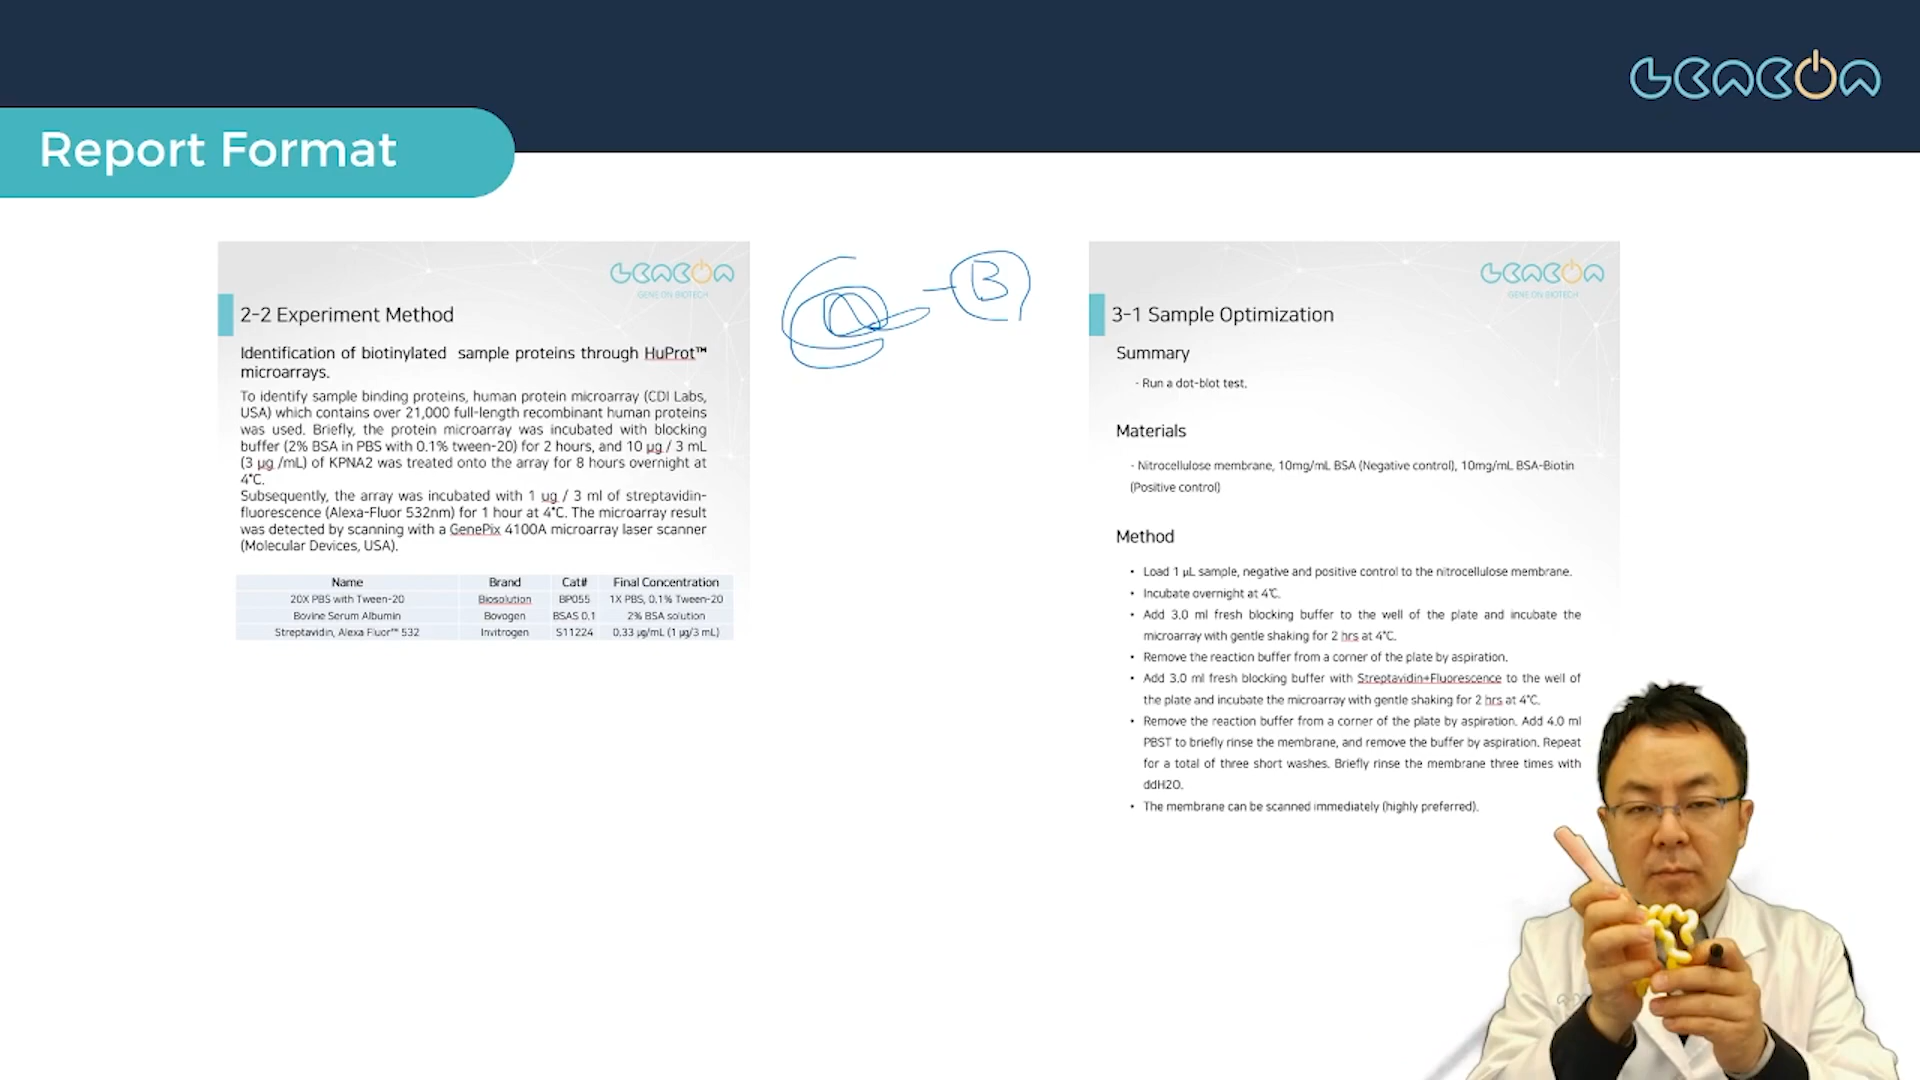 GENEON
Report Format
GENEON
GENE ON BIOTECH
2-2 Experiment Method
Identification of biotinylated sample proteins through HuProt™
microarrays.
To identify sample binding proteins, human protein microarray (CDI Labs,
USA) which contains over 21,000 full-length recombinant human proteins
was used. Briefly, the protein microarray was incubated with blocking
buffer (2% BSA in PBS with 0.1% tween-20) for 2 hours, and 10 μg / 3 mL
(3 μg /mL) of KPNA2 was treated onto the array for 8 hours overnight at
4°C.
Subsequently, the array was incubated with 1 ug / 3 ml of streptavidin-
fluorescence (Alexa-Fluor 532nm) for 1 hour at 4°C. The microarray result
was detected by scanning with a GenePix 4100A microarray laser scanner
(Molecular Devices, USA).
Name Brand Cat# Final Concentration
20X PBS with Tween-20 Biosolution BP055 1X PBS, 0.1% Tween-20
Bovine Serum Albumin Bovogen BSAS 0.1 2% BSA solution
Streptavidin, Alexa Fluor™ 532 Invitrogen S11224 0.33 μg/mL (1 μg/3 mL)
B
GENEON
GENE ON BIOTECH
3-1 Sample Optimization
Summary
- Run a dot-blot test.
Materials
- Nitrocellulose membrane, 10mg/mL BSA (Negative control), 10mg/mL BSA-Biotin
(Positive control)
Method
• Load 1 μL sample, negative and positive control to the nitrocellulose membrane.
• Incubate overnight at 4℃.
• Add 3.0 ml fresh blocking buffer to the well of the plate and incubate the
microarray with gentle shaking for 2 hrs at 4°C.
• Remove the reaction buffer from a corner of the plate by aspiration.
• Add 3.0 ml fresh blocking buffer with Streptavidin+Fluorescence to the well of
the plate and incubate the microarray with gentle shaking for 2 hrs at 4°C.
• Remove the reaction buffer from a corner of the plate by aspiration. Add 4.0 ml
PBST to briefly rinse the membrane, and remove the buffer by aspiration. Repeat
for a total of three short washes. Briefly rinse the membrane three times with
ddH2O.
• The membrane can be scanned immediately (highly preferred).